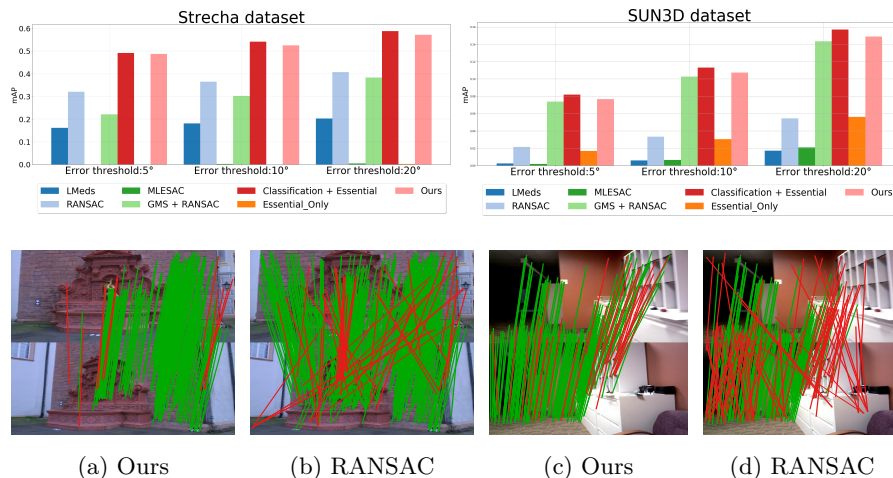 Strecha dataset
0.6
0.5
0.4
0.3
0.2
0.1
0.0
mAP
Error threshold:5° Error threshold:10° Error threshold:20°
LMeds MLESAC Classification + Essential Ours
RANSAC GMS + RANSAC Essential_Only
SUN3D dataset
mAP
Error threshold:5° Error threshold:10° Error threshold:20°
LMeds MLESAC Classification + Essential Ours
RANSAC GMS + RANSAC Essential_Only
(a) Ours (b) RANSAC (c) Ours (d) RANSAC